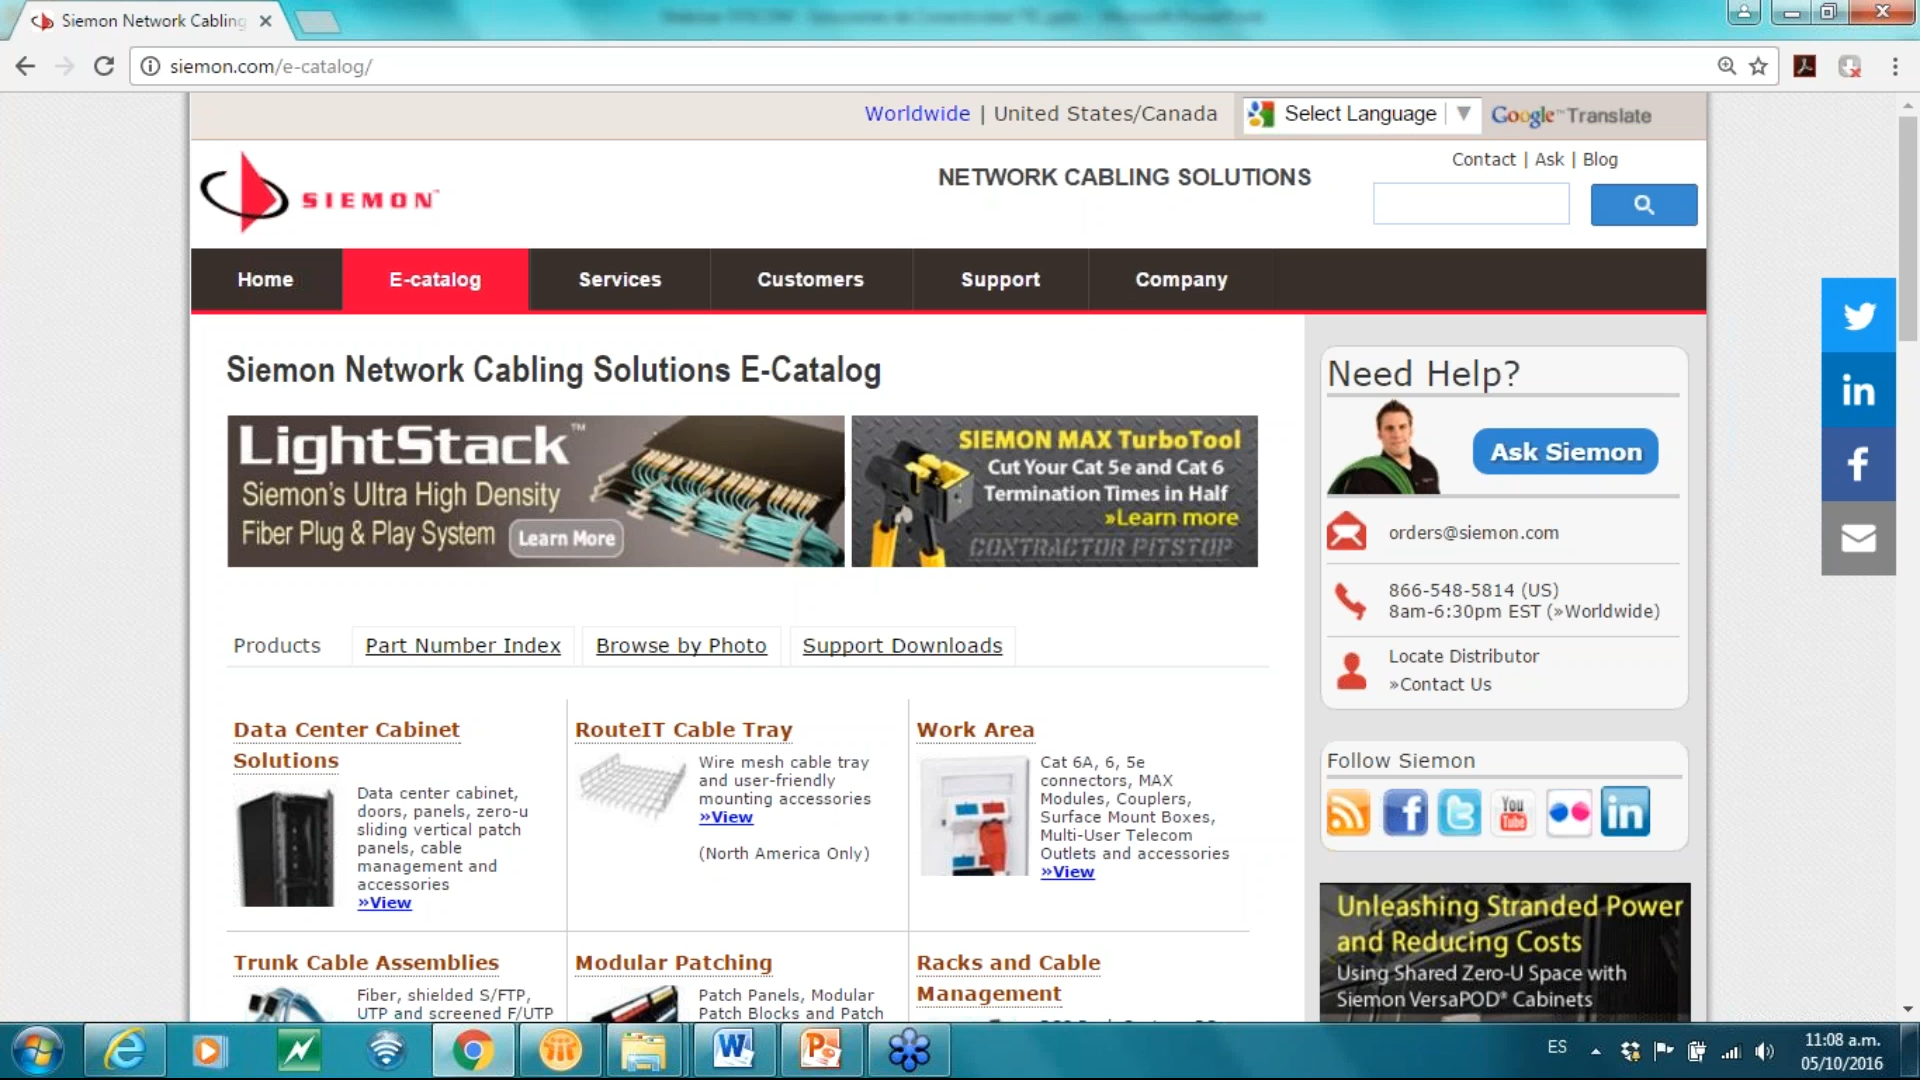 Siemon Network Cabling
siemon.com/e-catalog/
Worldwide | United States/Canada
Select Language
Google™ Translate
SIEMON™
NETWORK CABLING SOLUTIONS
Contact | Ask | Blog
Home
E-catalog
Services
Customers
Support
Company
Siemon Network Cabling Solutions E-Catalog
LightStack™
Siemon's Ultra High Density
Fiber Plug & Play System
Learn More
SIEMON MAX TurboTool
Cut Your Cat 5e and Cat 6
Termination Times in Half
»Learn more
CONTRACTOR PITSTOP
Need Help?
Ask Siemon
orders@siemon.com
866-548-5814 (US)
8am-6:30pm EST (»Worldwide)
Locate Distributor
»Contact Us
Products
Part Number Index
Browse by Photo
Support Downloads
Data Center Cabinet
Solutions
Data center cabinet,
doors, panels, zero-u
sliding vertical patch
panels, cable
management and
accessories
»View
RouteIT Cable Tray
Wire mesh cable tray
and user-friendly
mounting accessories
»View
(North America Only)
Work Area
Cat 6A, 6, 5e
connectors, MAX
Modules, Couplers,
Surface Mount Boxes,
Multi-User Telecom
Outlets and accessories
»View
Follow Siemon
You
Tube
Unleashing Stranded Power
and Reducing Costs
Using Shared Zero-U Space with
Siemon VersaPOD® Cabinets
Trunk Cable Assemblies
Fiber, shielded S/FTP,
UTP and screened F/UTP
Modular Patching
Patch Panels, Modular
Patch Blocks and Patch
Racks and Cable
Management
ES
11:08 a.m.
05/10/2016